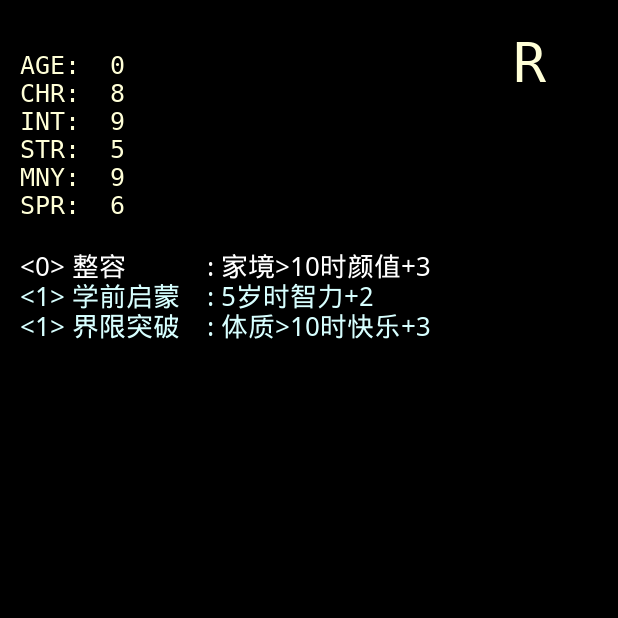 R
AGE: 0
CHR: 8
INT: 9
STR: 5
MNY: 9
SPR: 6
<0> 整容 : 家境>10时颜值+3
<1> 学前启蒙 : 5岁时智力+2
<1> 界限突破 : 体质>10时快乐+3